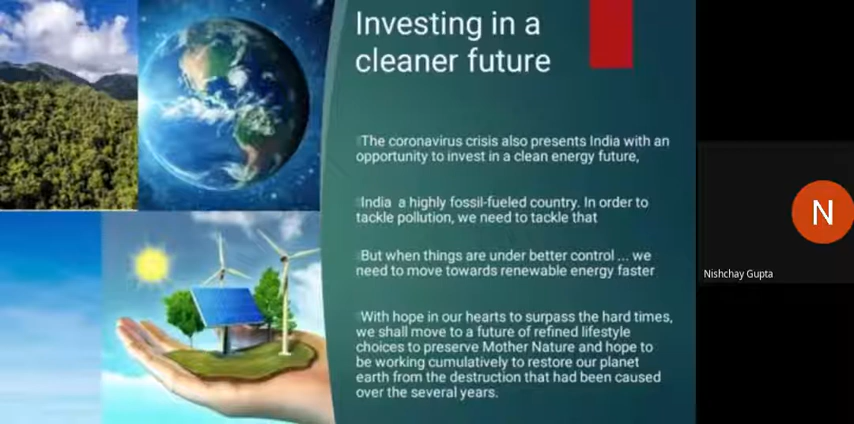 Investing in a
cleaner future
The coronavirus crisis also presents India with an
opportunity to invest in a clean energy future,
India a highly fossil-fueled country. In order to
tackle pollution, we need to tackle that
But when things are under better control ... we
need to move towards renewable energy faster
With hope in our hearts to surpass the hard times,
we shall move to a future of refined lifestyle
choices to preserve Mother Nature and hope to
be working cumulatively to restore our planet
earth from the destruction that had been caused
over the several years.
N
Nishchay Gupta